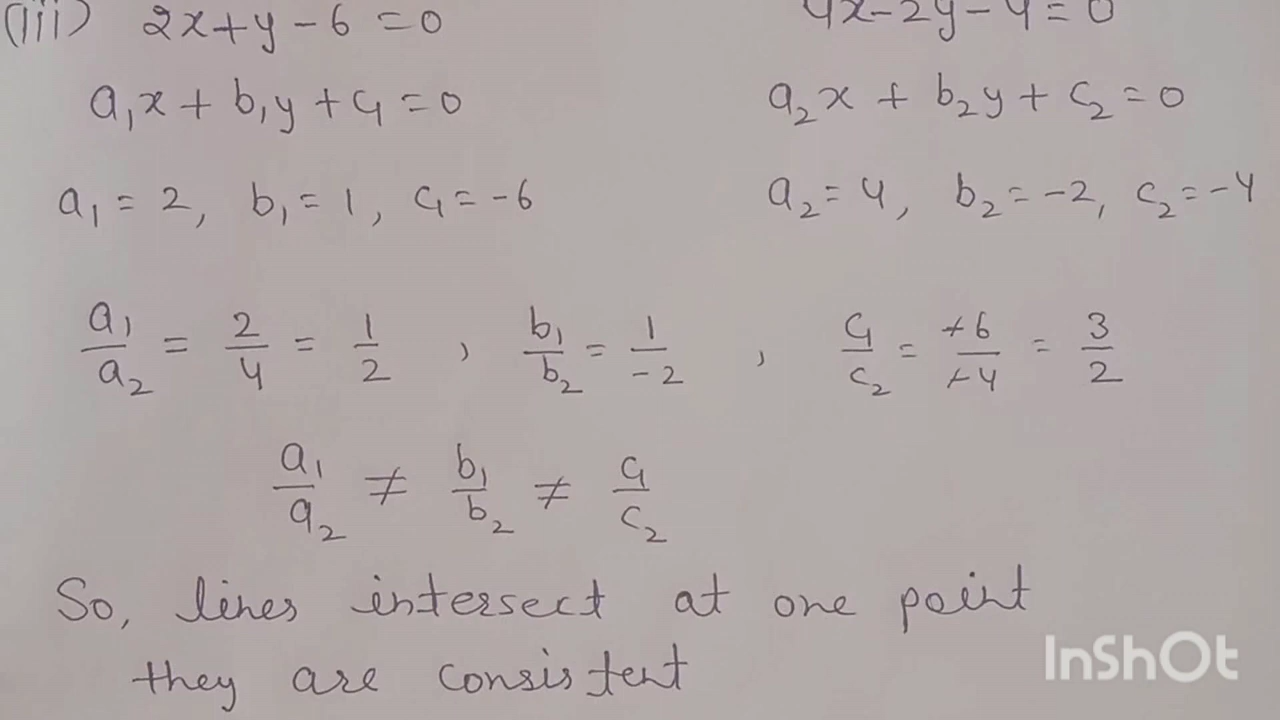 (iii) 2x+y-6=0 4x-2y-4=0
a₁x + b₁y + c₁ = 0 a₂x + b₂y + c₂ = 0
a₁ = 2, b₁ = 1, c₁ = -6 a₂ = 4, b₂ = -2, c₂ = -4
a₁/a₂ = 2/4 = 1/2 , b₁/b₂ = 1/-2 , c₁/c₂ = -6/-4 = 3/2
a₁/a₂ ≠ b₁/b₂ ≠ c₁/c₂
So, lines intersect at one point
they are consistent
InShOt